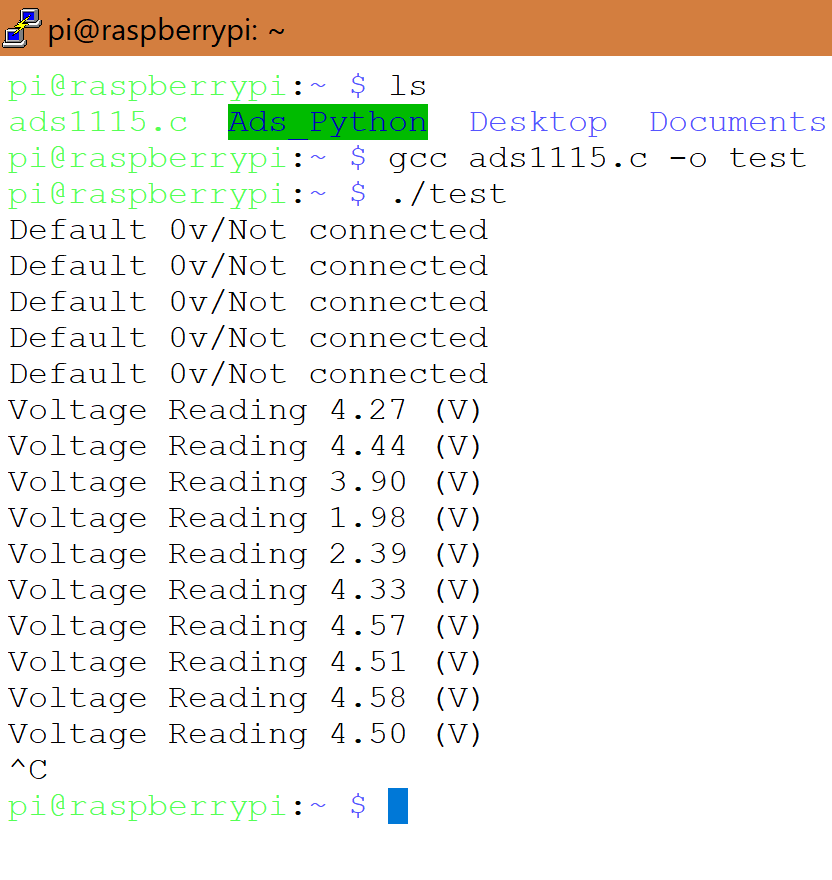 pi@raspberrypi: ~
pi@raspberrypi:~ $ ls
ads1115.c  Ads_Python  Desktop  Documents
pi@raspberrypi:~ $ gcc ads1115.c -o test
pi@raspberrypi:~ $ ./test
Default 0v/Not connected
Default 0v/Not connected
Default 0v/Not connected
Default 0v/Not connected
Default 0v/Not connected
Voltage Reading 4.27 (V)
Voltage Reading 4.44 (V)
Voltage Reading 3.90 (V)
Voltage Reading 1.98 (V)
Voltage Reading 2.39 (V)
Voltage Reading 4.33 (V)
Voltage Reading 4.57 (V)
Voltage Reading 4.51 (V)
Voltage Reading 4.58 (V)
Voltage Reading 4.50 (V)
^C
pi@raspberrypi:~ $